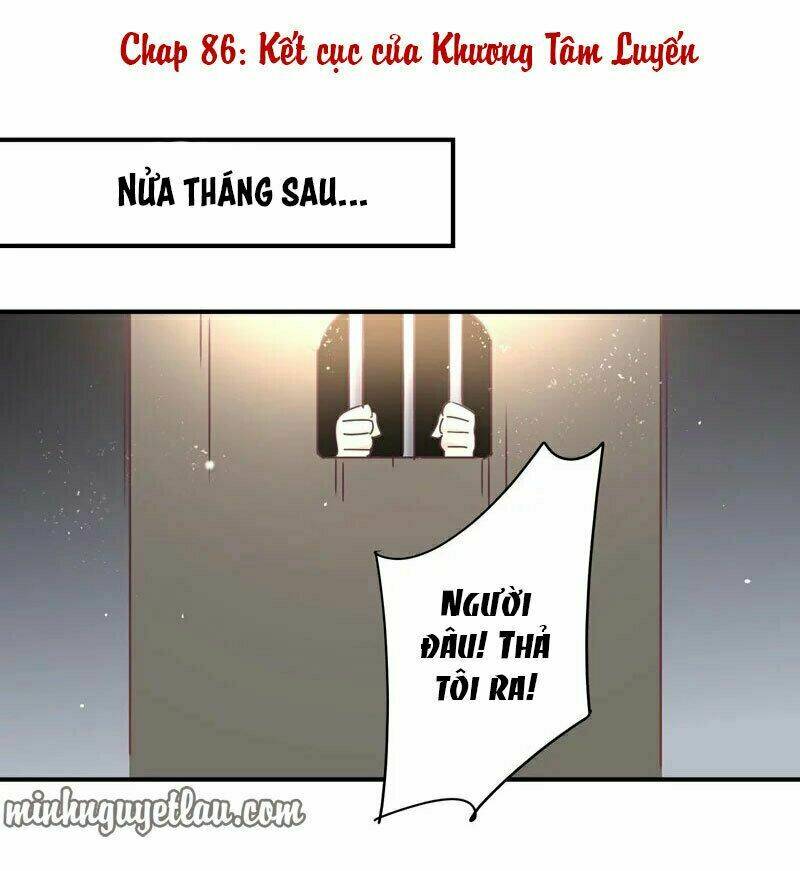 Chap 86: Kết cục của Khương Tâm Luyến
NỬA THÁNG SAU...
NGƯỜI
ĐÂU! THẢ
TÔI RA!
minhnguyetlau.com